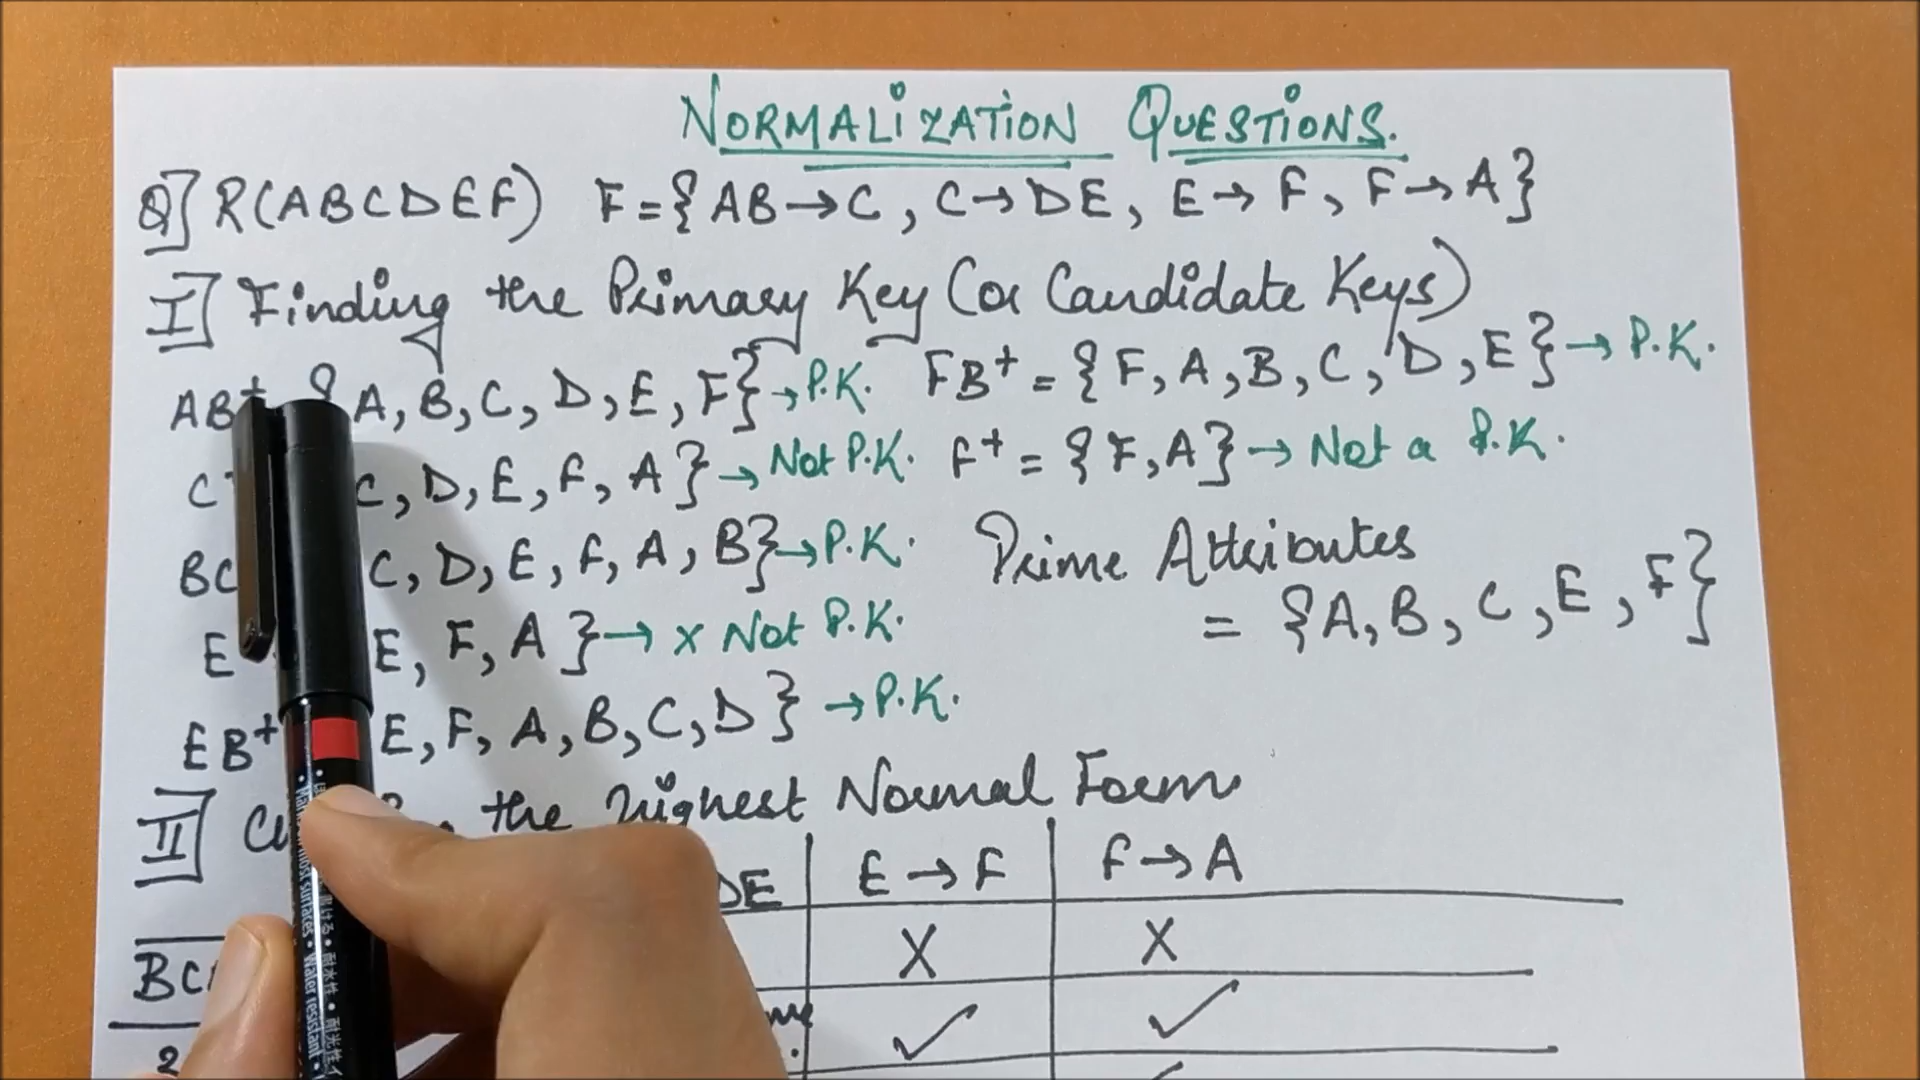 NORMALiZATiON QUESTiONS.
Q] R(ABCDEF) F={AB→C, C→DE, E→F, F→A}
I] Finding the Primary Key (or Candidate Keys)
AB+ {A, B, C, D, E, F}→P.K. FB+ = {F, A, B, C, D, E}→P.K.
C C, D, E, F, A}→Not P.K. F+ = {F, A}→Not a P.K.
BC C, D, E, F, A, B}→P.K. Prime Attributes
= {A, B, C, E, F}
E E, F, A}→x Not P.K.
EB+ E, F, A, B, C, D}→P.K.
II] the Highest Normal Form
DE E→F F→A
BC X X
2 ✓ ✓